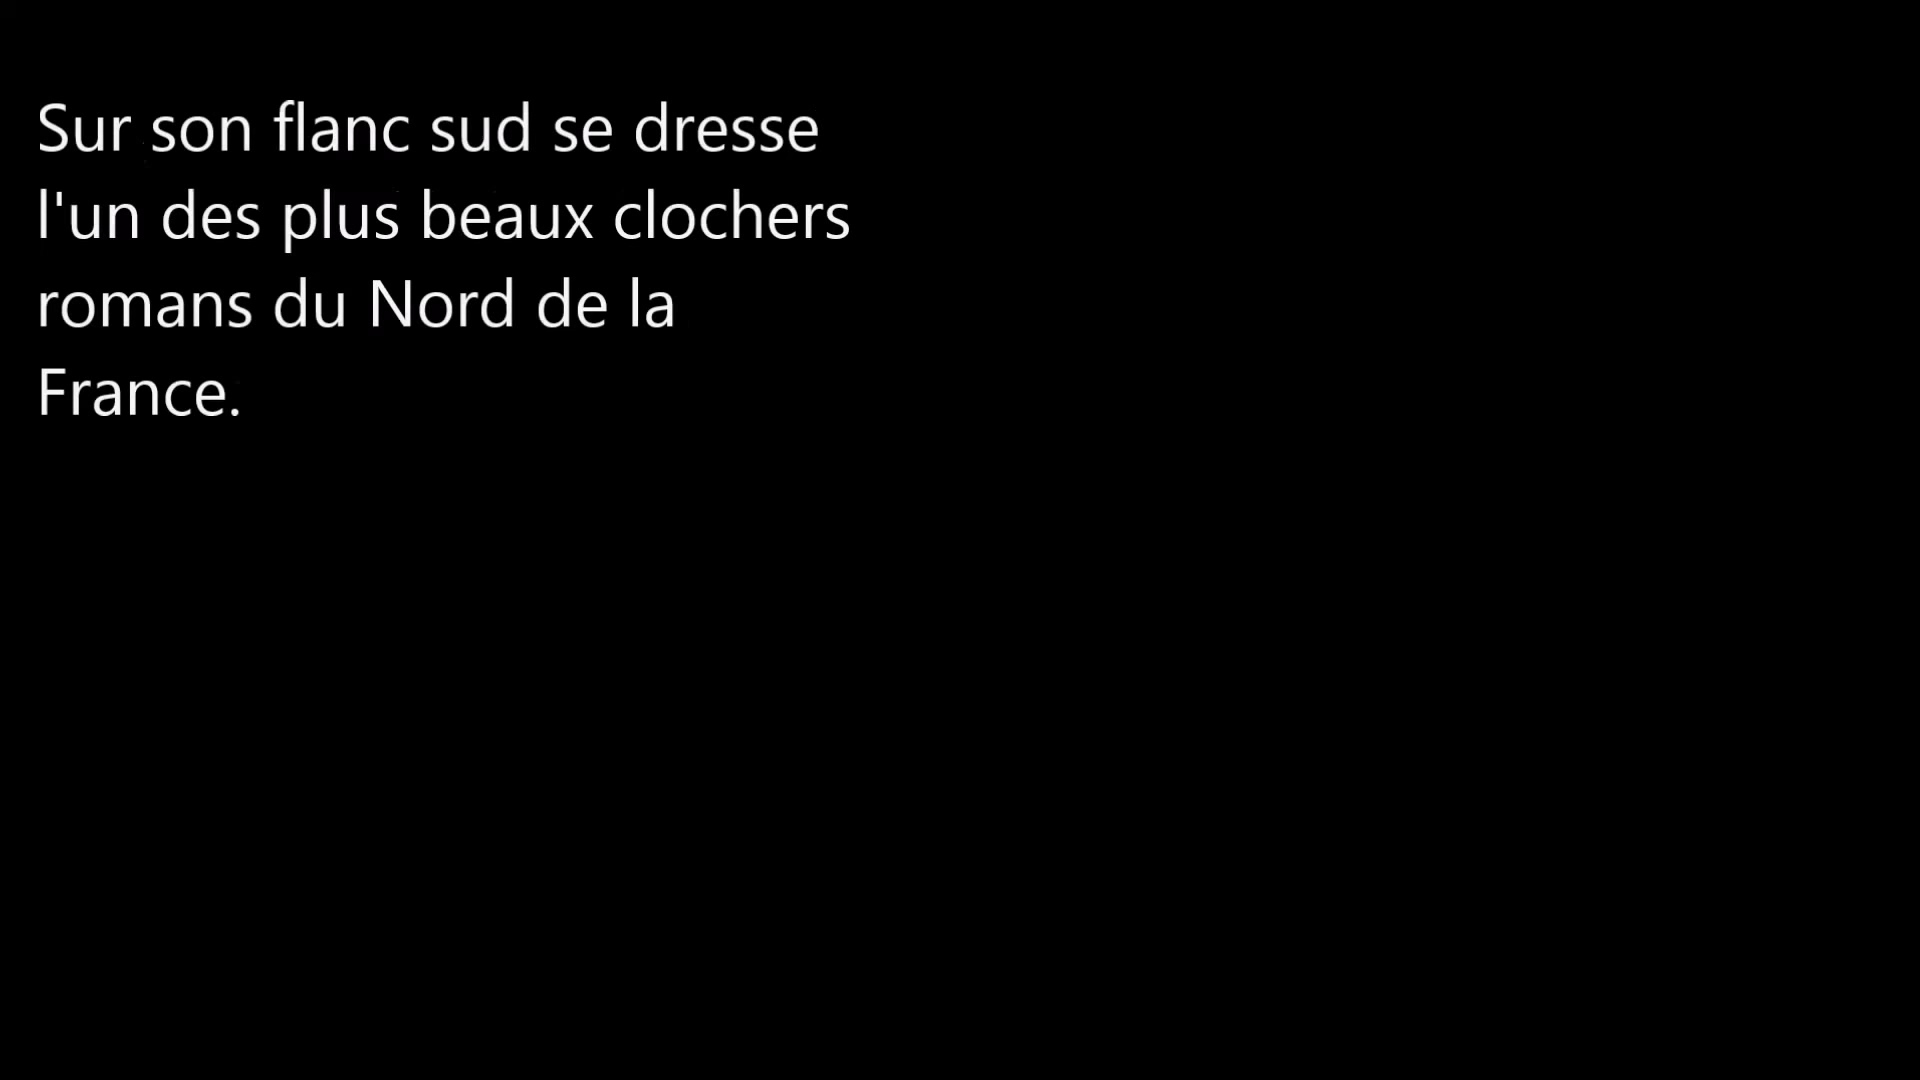 Sur son flanc sud se dresse
l'un des plus beaux clochers
romans du Nord de la
France.